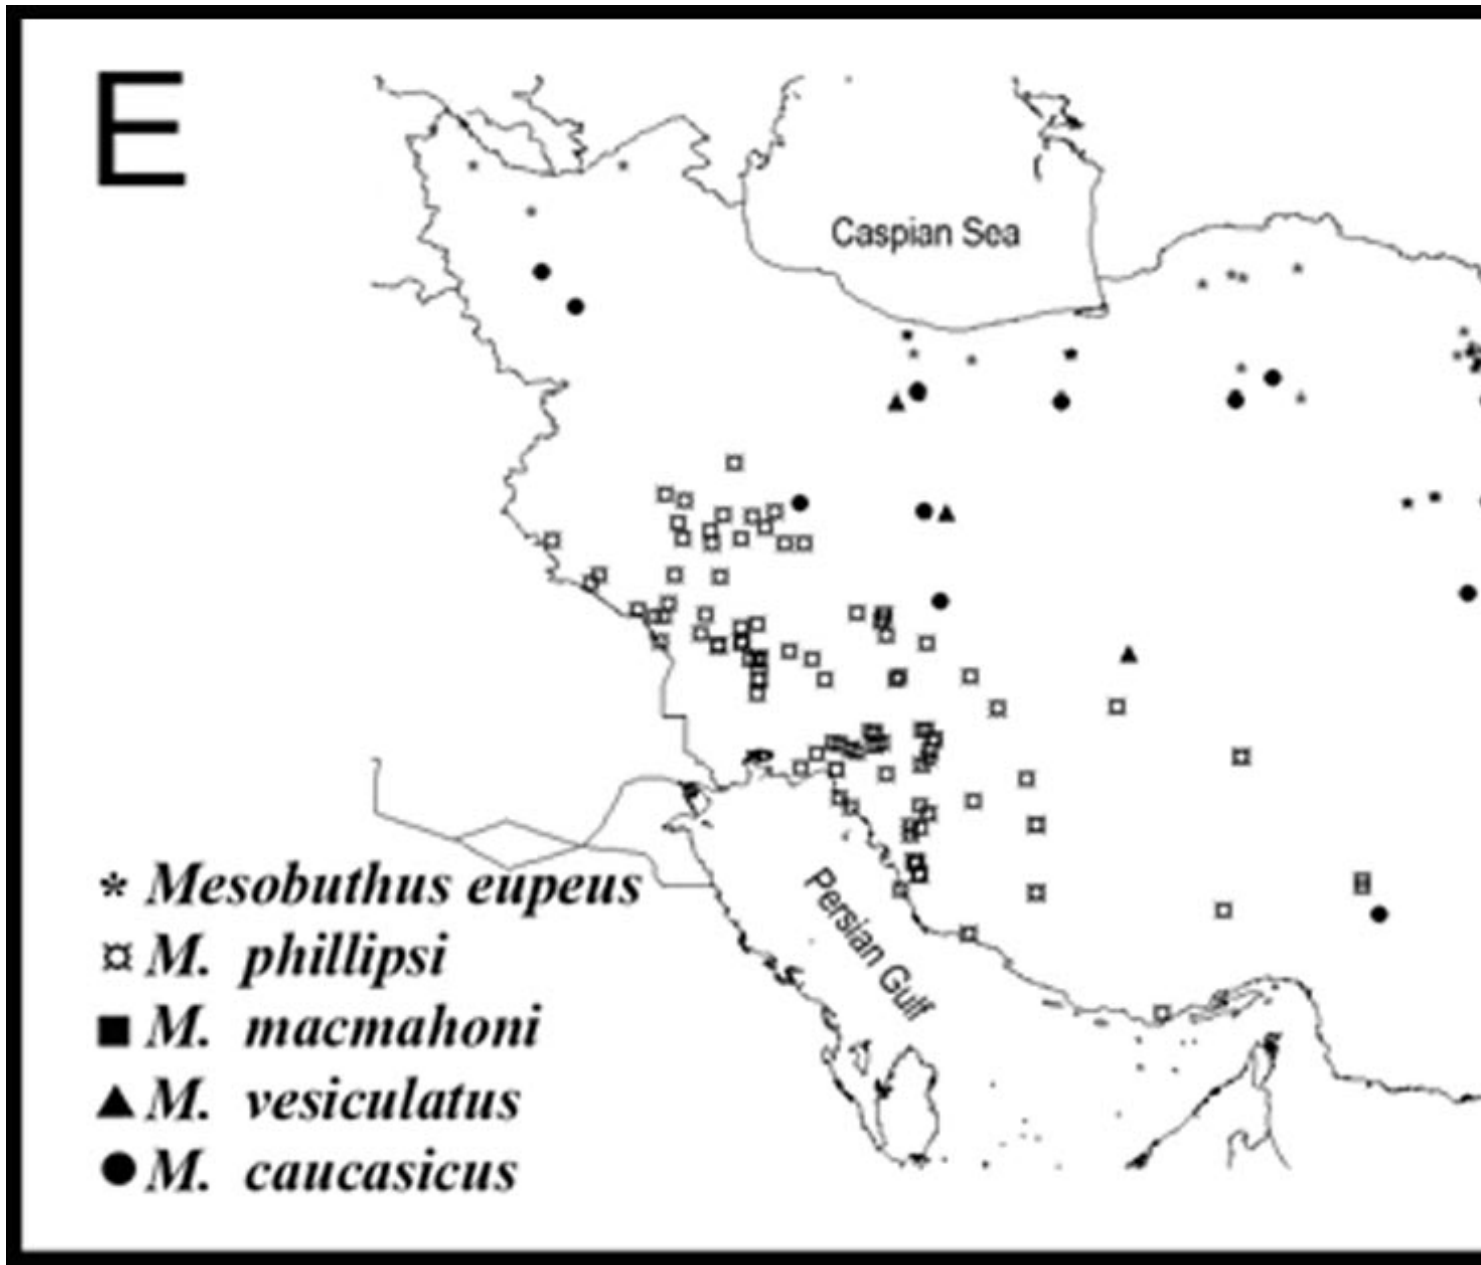 E
Caspian Sea
Persian Gulf
* Mesobuthus eupeus
M. phillipsi
M. macmahoni
M. vesiculatus
M. caucasicus